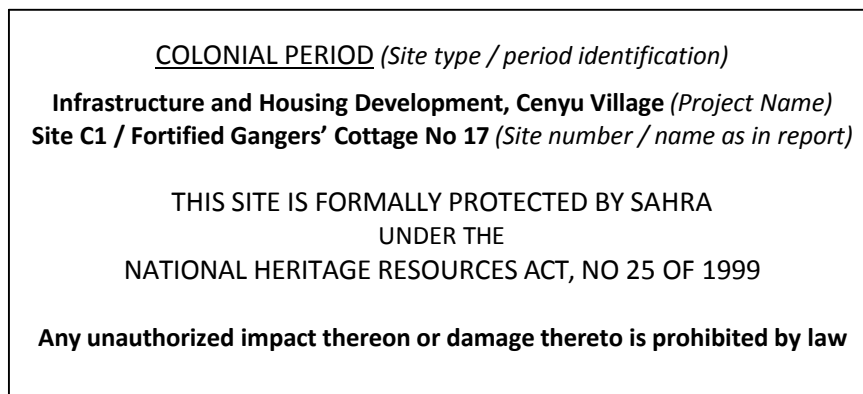 COLONIAL PERIOD (Site type / period identification)
Infrastructure and Housing Development, Cenyu Village (Project Name)
Site C1 / Fortified Gangers’ Cottage No 17 (Site number / name as in report)
THIS SITE IS FORMALLY PROTECTED BY SAHRA
UNDER THE
NATIONAL HERITAGE RESOURCES ACT, NO 25 OF 1999
Any unauthorized impact thereon or damage thereto is prohibited by law